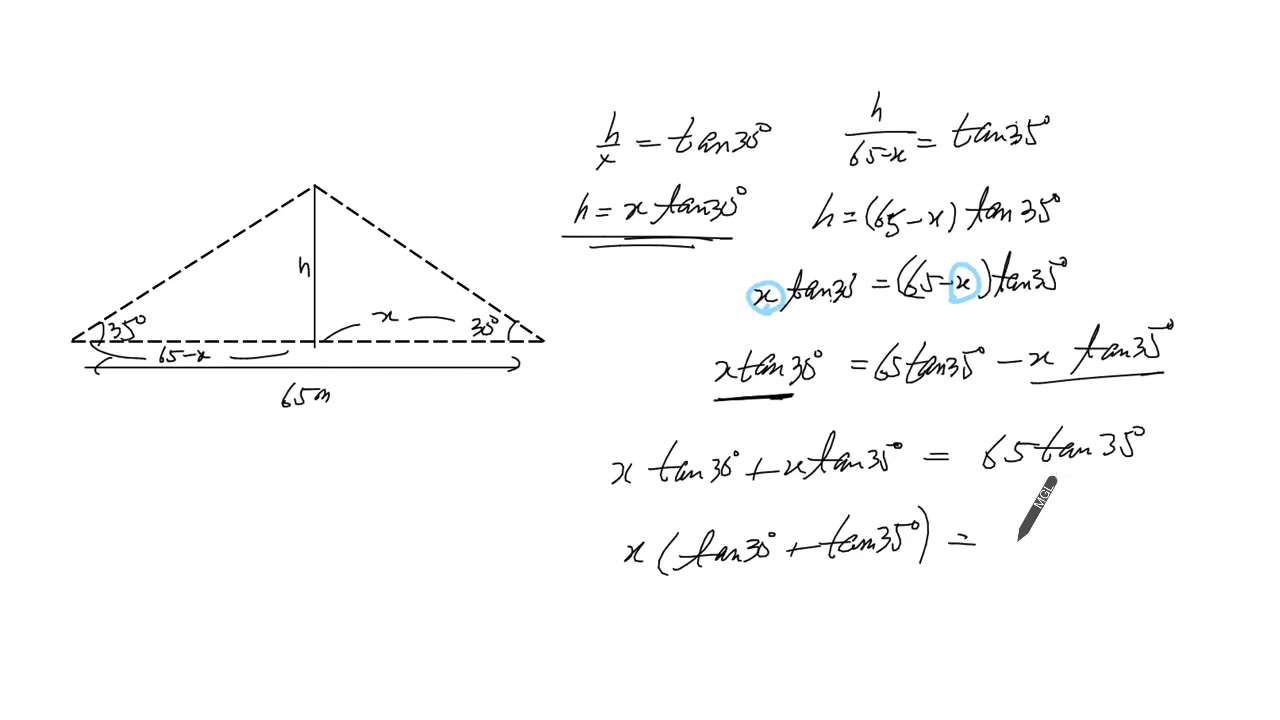 h/x = tan30°
h/(65-x) = tan35°
h = x tan30°
h = (65-x) tan35°
x tan30 = (65-x) tan35°
x tan30° = 65 tan35° - x tan35°
x tan30° + x tan35° = 65 tan35°
x (tan30° + tan35°) =
h
35°
x
30°
65-x
65m
MGL